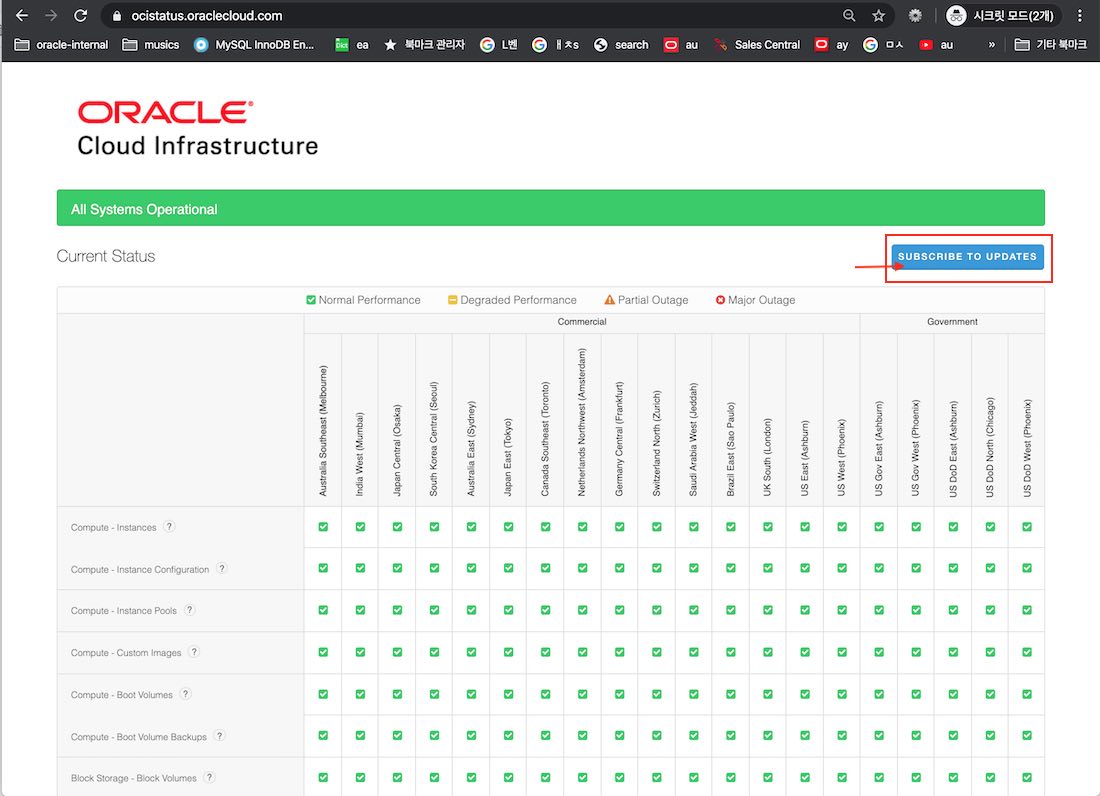 ocistatus.oraclecloud.com
시크릿 모드(2개)
oracle-internal
musics
MySQL InnoDB En...
Dict
ea
북마크 관리자
L벤
ㅐㅊs
search
au
Sales Central
ay
ㅁㅅ
au
»
기타 북마크
ORACLE®
Cloud Infrastructure
All Systems Operational
Current Status
SUBSCRIBE TO UPDATES
Normal Performance
Degraded Performance
Partial Outage
Major Outage
Commercial
Government
Australia Southeast (Melbourne)
India West (Mumbai)
Japan Central (Osaka)
South Korea Central (Seoul)
Australia East (Sydney)
Japan East (Tokyo)
Canada Southeast (Toronto)
Netherlands Northwest (Amsterdam)
Germany Central (Frankfurt)
Switzerland North (Zurich)
Saudi Arabia West (Jeddah)
Brazil East (Sao Paulo)
UK South (London)
US East (Ashburn)
US West (Phoenix)
US Gov East (Ashburn)
US Gov West (Phoenix)
US DoD East (Ashburn)
US DoD North (Chicago)
US DoD West (Phoenix)
Compute - Instances ?
Compute - Instance Configuration ?
Compute - Instance Pools ?
Compute - Custom Images ?
Compute - Boot Volumes ?
Compute - Boot Volume Backups ?
Block Storage - Block Volumes ?